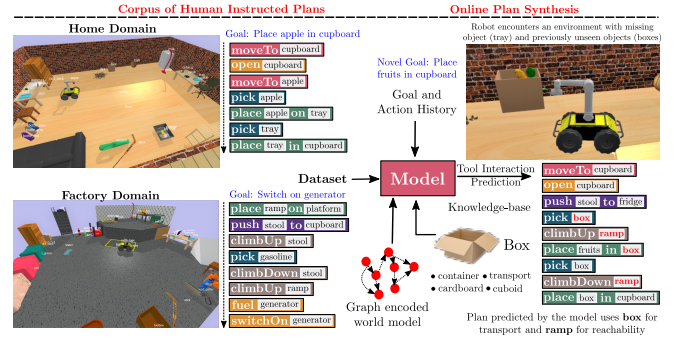 Corpus of Human Instructed Plans
Online Plan Synthesis
Home Domain
Goal: Place apple in cupboard
moveTo cupboard
open cupboard
moveTo apple
pick apple
place apple on tray
pick tray
place tray in cupboard
Factory Domain
Goal: Switch on generator
place ramp on platform
push stool to cupboard
climbUp stool
pick gasoline
climbDown stool
climbUp ramp
fuel generator
switchOn generator
Dataset
Novel Goal: Place
fruits in cupboard
Goal and
Action History
Model
Tool Interaction
Prediction
Knowledge-base
Box
• container • transport
• cardboard • cuboid
Graph encoded
world model
Robot encounters an environment with missing
object (tray) and previously unseen objects (boxes)
moveTo cupboard
open cupboard
push stool to fridge
pick box
climbUp ramp
place fruits in box
pick box
climbDown ramp
place box in cupboard
Plan predicted by the model uses box for
transport and ramp for reachability